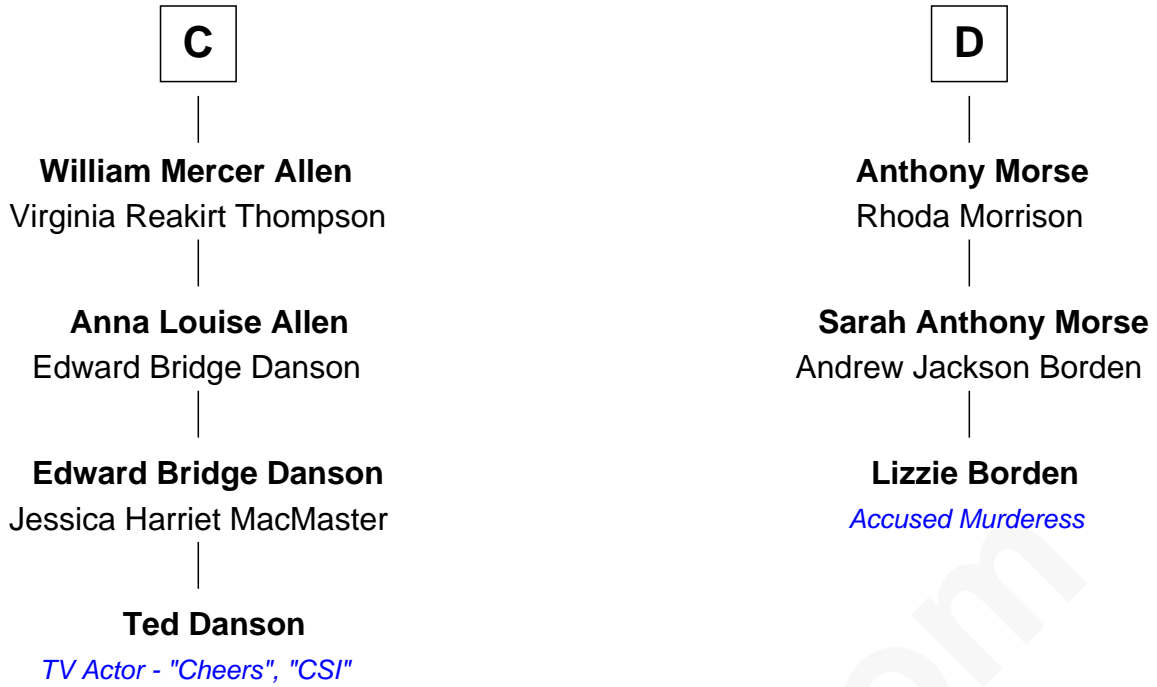 C
William Mercer Allen
Virginia Reakirt Thompson
Anna Louise Allen
Edward Bridge Danson
Edward Bridge Danson
Jessica Harriet MacMaster
Ted Danson
TV Actor - "Cheers", "CSI"
D
Anthony Morse
Rhoda Morrison
Sarah Anthony Morse
Andrew Jackson Borden
Lizzie Borden
Accused Murderess
om